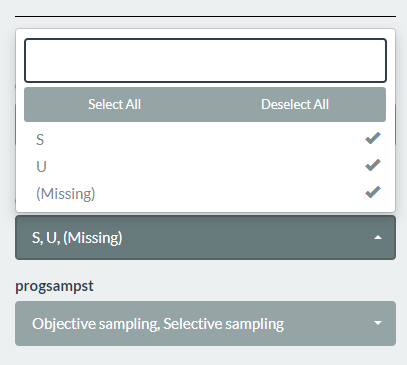 Select All Deselect All
S
U
(Missing)
S, U, (Missing)
progsampst
Objective sampling, Selective sampling